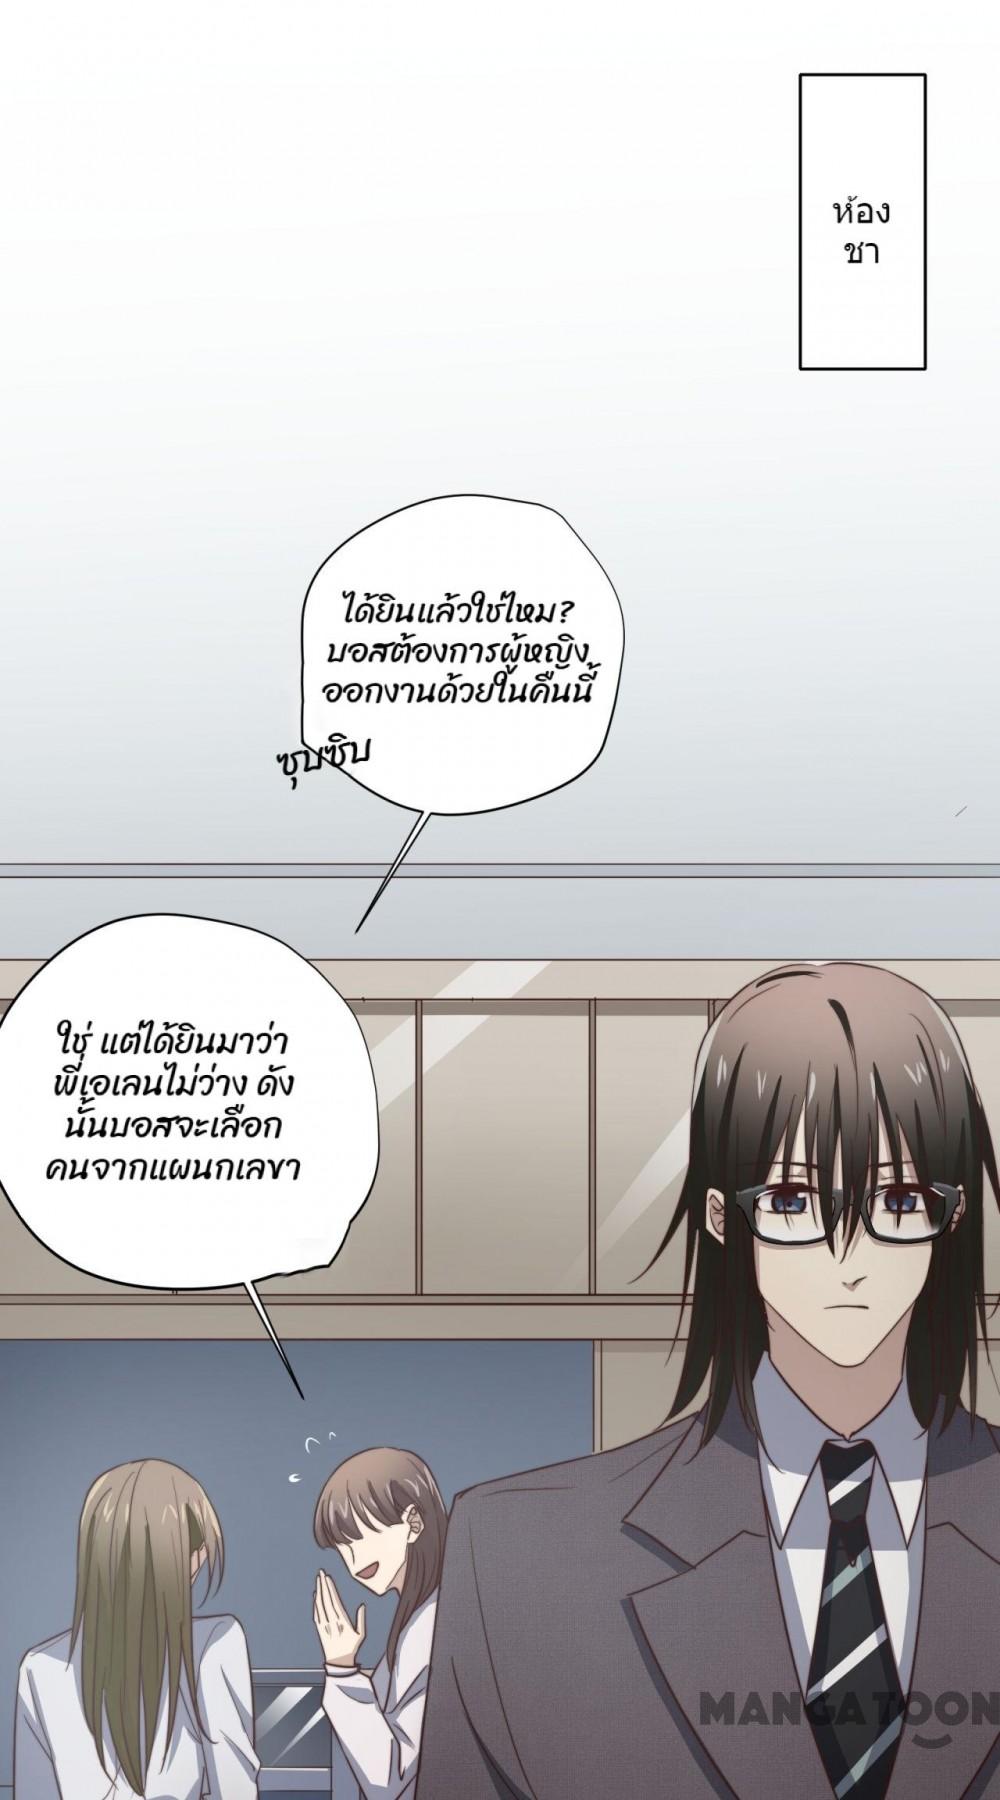 ห้อง
ชา
ได้ยินแล้วใช่ไหม?
บอสต้องการผู้หญิง
ออกงานด้วยในคืนนี้
ซุบซิบ
ใช่ แต่ได้ยินมาว่า
พี่เอเลนไม่ว่าง ดัง
นั้นบอสจะเลือก
คนจากแผนกเลขา
MANGATOON